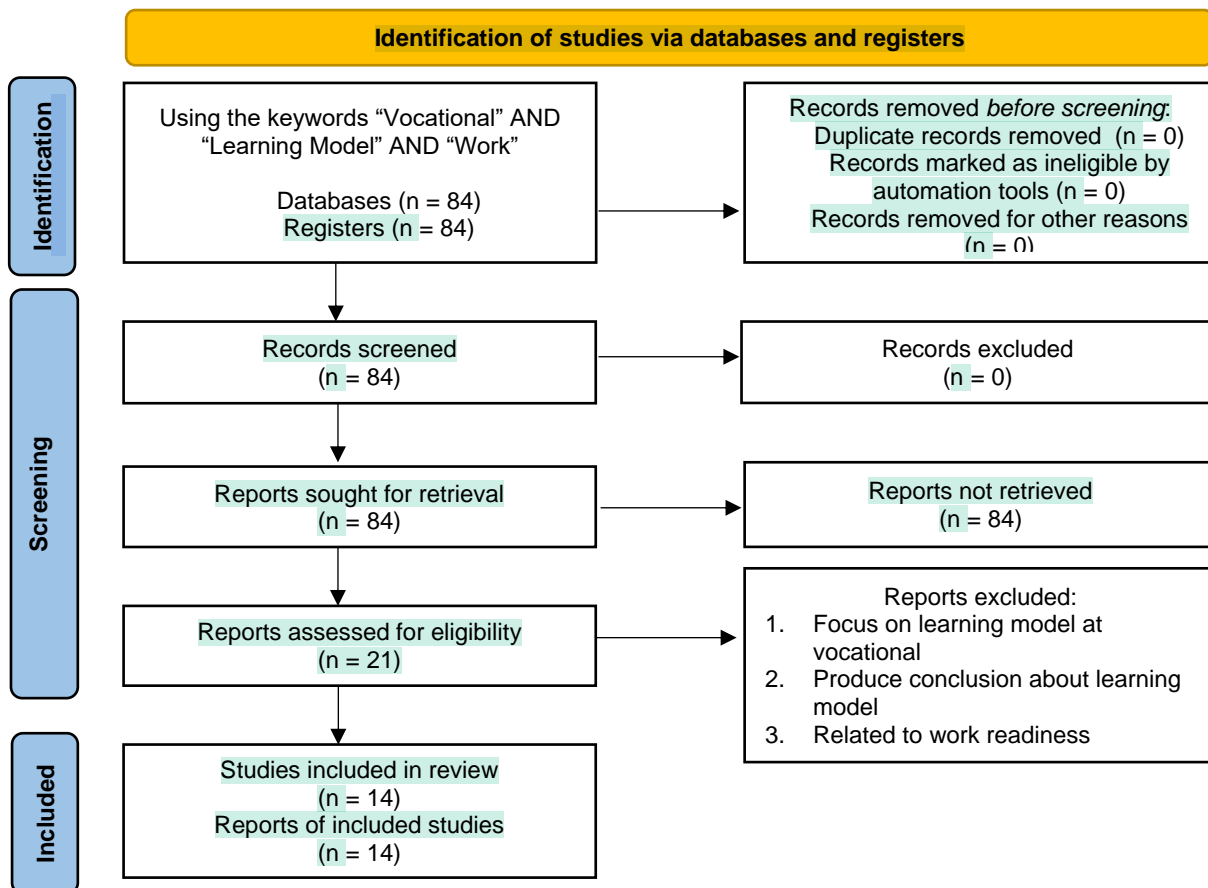 Identification of studies via databases and registers
Identification
Using the keywords “Vocational” AND
“Learning Model” AND “Work”
Databases (n = 84)
Registers (n = 84)
Records removed before screening:
Duplicate records removed (n = 0)
Records marked as ineligible by
automation tools (n = 0)
Records removed for other reasons
(n = 0)
Screening
Records screened
(n = 84)
Records excluded
(n = 0)
Reports sought for retrieval
(n = 84)
Reports not retrieved
(n = 84)
Reports assessed for eligibility
(n = 21)
Reports excluded:
1. Focus on learning model at
vocational
2. Produce conclusion about learning
model
3. Related to work readiness
Included
Studies included in review
(n = 14)
Reports of included studies
(n = 14)